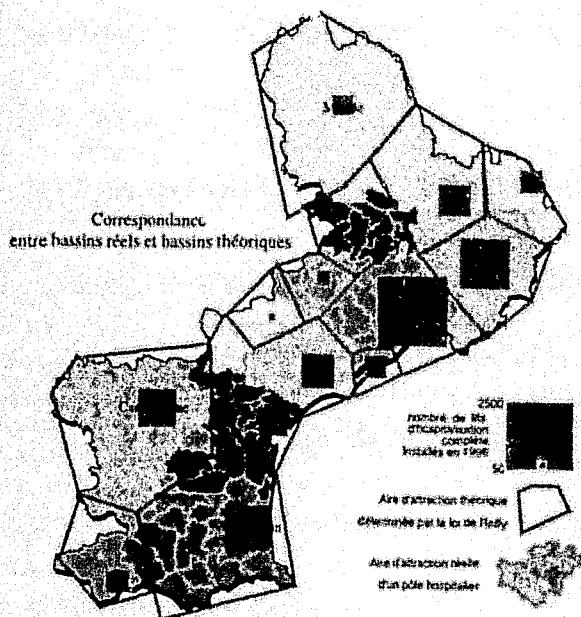 Correspondance
entre bassins réels et bassins théoriques
2500
nombre de lits
d'hospitalisation
complète
installés en 1996
50
Aire d'attraction théorique
déterminée par la loi de Reilly
Aire d'attraction réelle
d'un pôle hospitalier